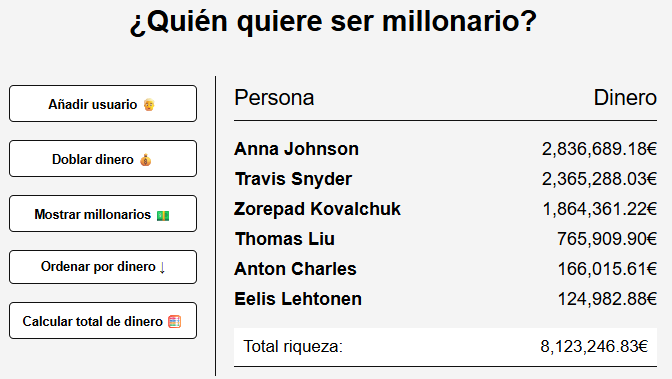 ¿Quién quiere ser millonario?
Añadir usuario 👱
Doblar dinero 💰
Mostrar millonarios 💵
Ordenar por dinero ↓
Calcular total de dinero 🧮
Persona Dinero
Anna Johnson 2,836,689.18€
Travis Snyder 2,365,288.03€
Zorepad Kovalchuk 1,864,361.22€
Thomas Liu 765,909.90€
Anton Charles 166,015.61€
Eelis Lehtonen 124,982.88€
Total riqueza: 8,123,246.83€